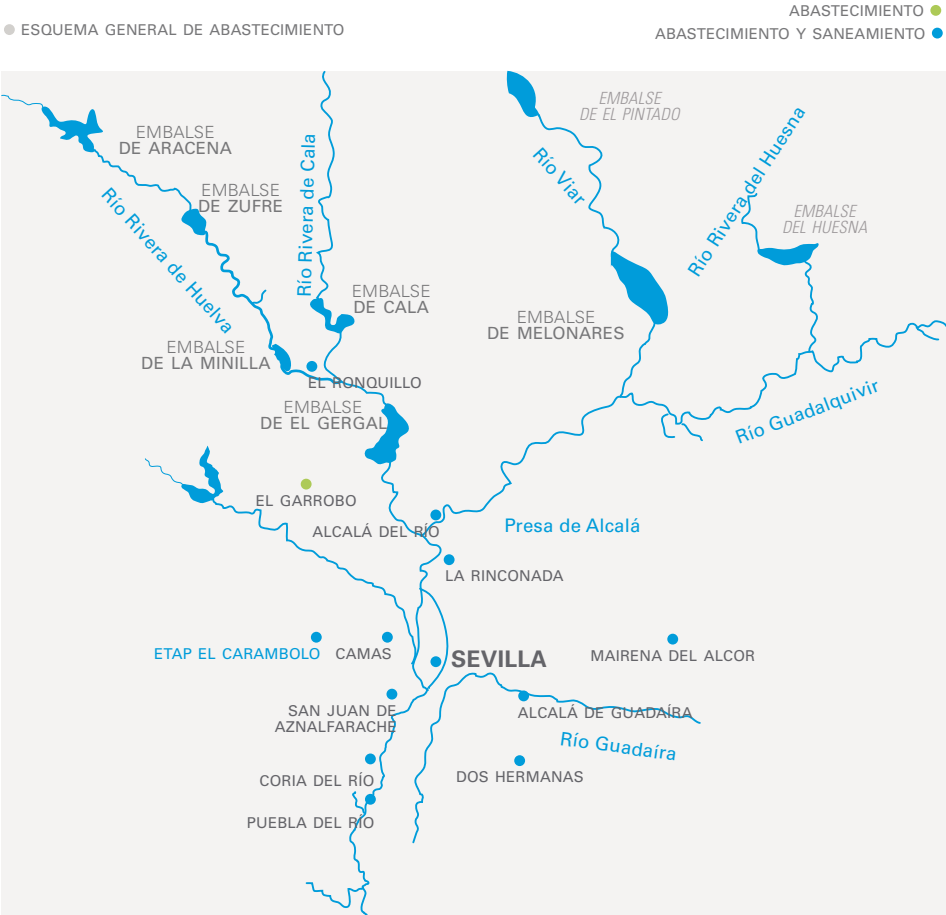 ESQUEMA GENERAL DE ABASTECIMIENTO
ABASTECIMIENTO
ABASTECIMIENTO Y SANEAMIENTO
EMBALSE
DE EL PINTADO
EMBALSE
DE ARACENA
Río Rivera de Cala
Río Viar
Río Rivera del Huesna
EMBALSE
DE ZUFRE
EMBALSE
DEL HUESNA
Río Rivera de Huelva
EMBALSE
DE CALA
EMBALSE
DE MELONARES
EMBALSE
DE LA MINILLA
EL RONQUILLO
EMBALSE
DE EL GERGAL
Río Guadalquivir
EL GARROBO
ALCALÁ DEL RÍO
Presa de Alcalá
LA RINCONADA
ETAP EL CARAMBOLO
CAMAS
SEVILLA
MAIRENA DEL ALCOR
SAN JUAN DE
AZNALFARACHE
ALCALÁ DE GUADAÍRA
Río Guadaíra
CORIA DEL RÍO
DOS HERMANAS
PUEBLA DEL RÍO